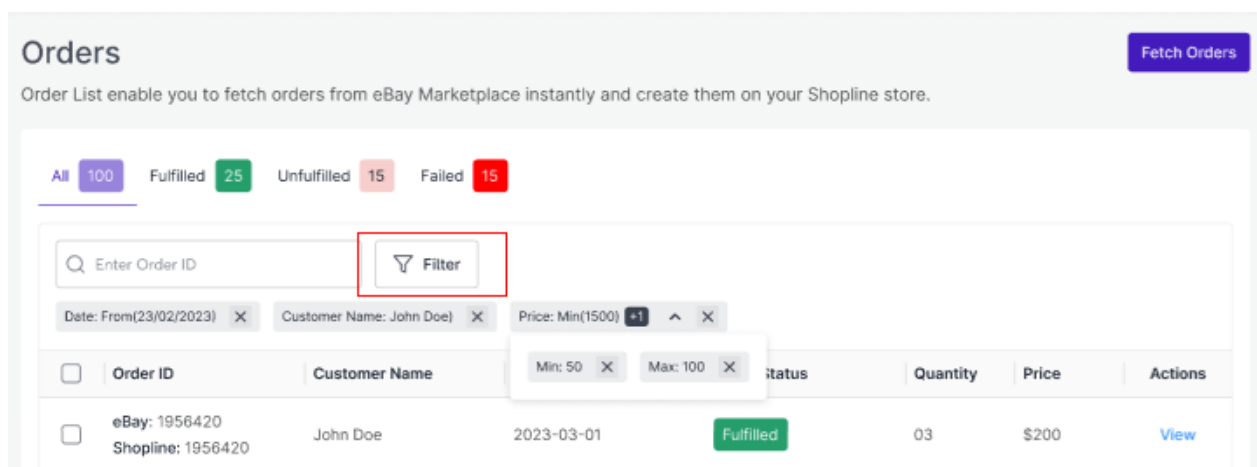 Orders
Fetch Orders
Order List enable you to fetch orders from eBay Marketplace instantly and create them on your Shopline store.
All 100 Fulfilled 25 Unfulfilled 15 Failed 15
Enter Order ID Filter
Date: From(23/02/2023) Customer Name: John Doe) Price: Min(1500) +1
Min: 50 Max: 100
Order ID Customer Name Status Quantity Price Actions
eBay: 1956420
Shopline: 1956420
John Doe 2023-03-01 Fulfilled 03 $200 View